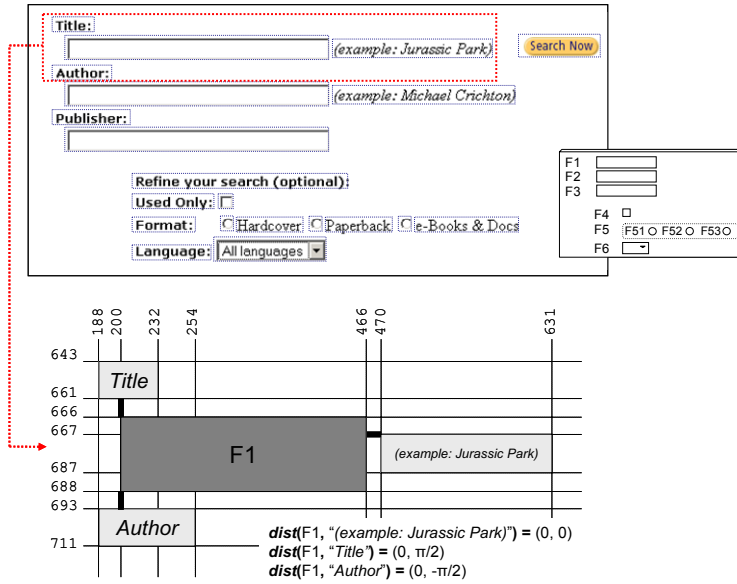 Title:
(example: Jurassic Park)
Search Now
Author:
(example: Michael Crichton)
Publisher:
Refine your search (optional):
Used Only:
Format: Hardcover Paperback e-Books & Docs
Language: All languages
F1
F2
F3
F4
F5 F51 F52 F53
F6
188 200 232 254 466 470 631
643
Title
661
666
667
F1
(example: Jurassic Park)
687
688
693
Author
711
dist(F1, “(example: Jurassic Park)”) = (0, 0)
dist(F1, “Title”) = (0, π/2)
dist(F1, “Author”) = (0, -π/2)